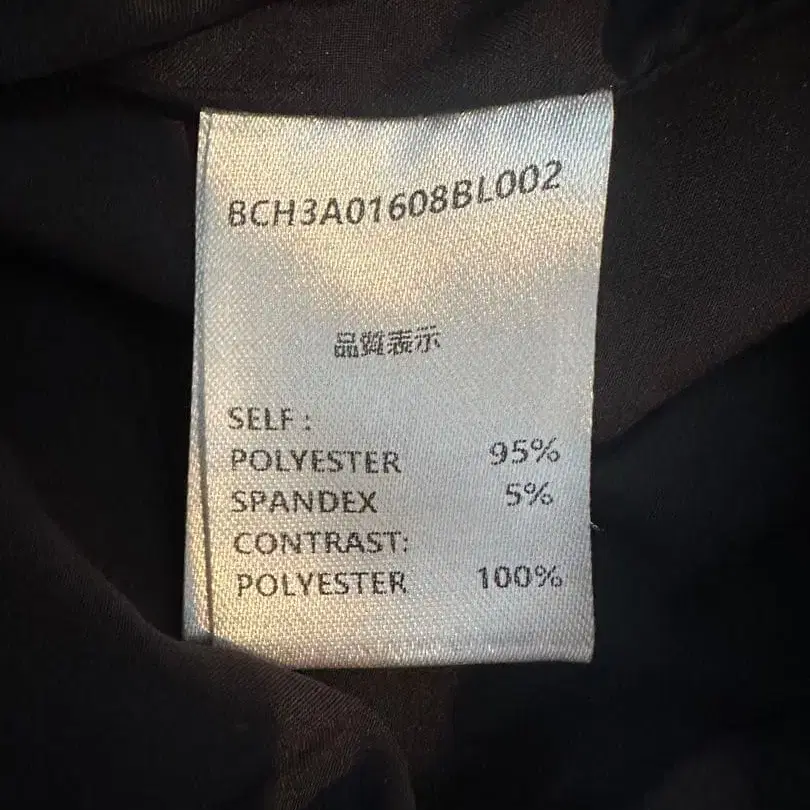 BCH3A01608BL002
品質表示
SELF :
POLYESTER 95%
SPANDEX 5%
CONTRAST:
POLYESTER 100%